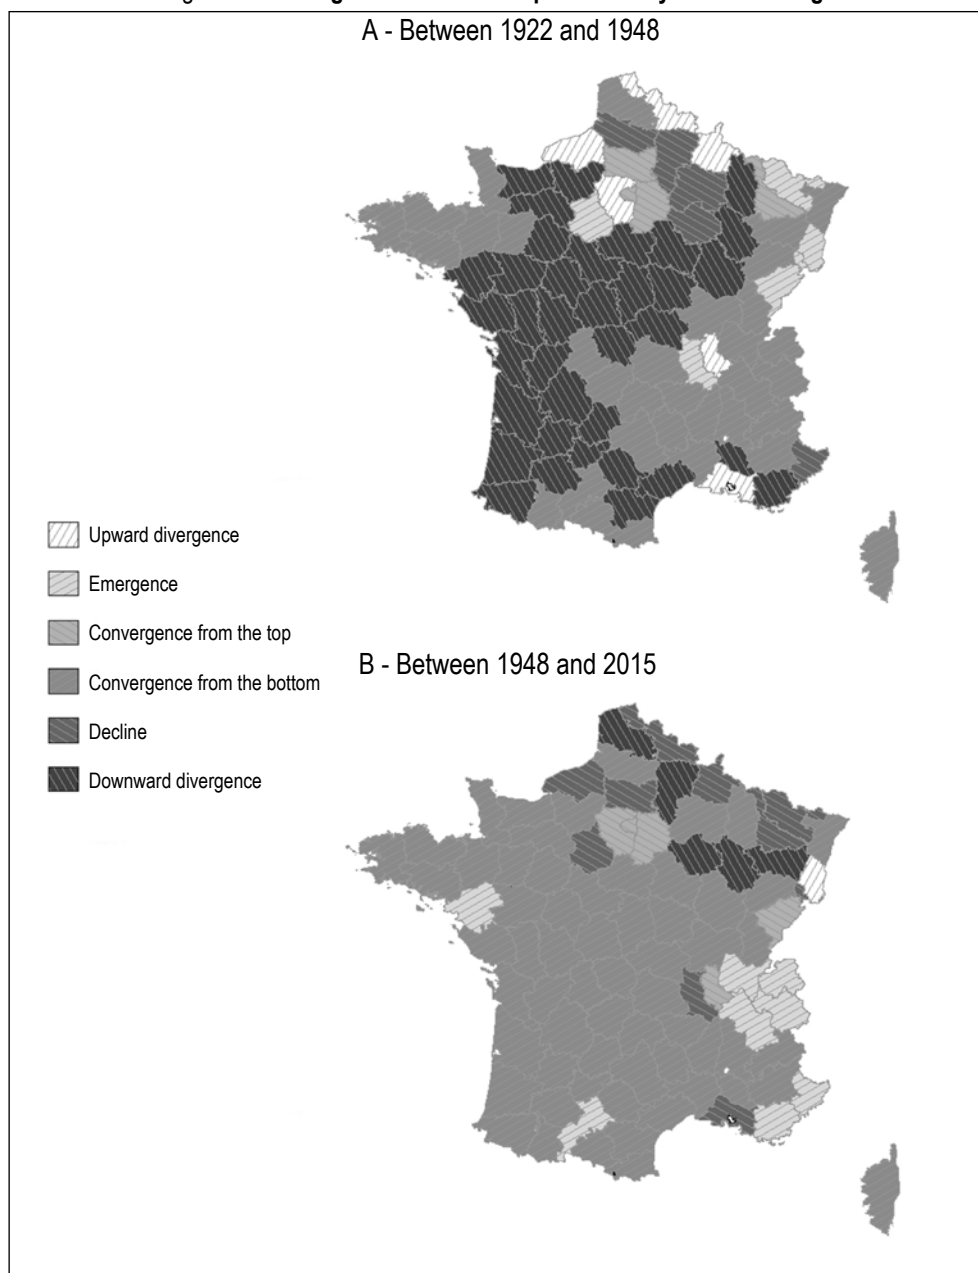 A - Between 1922 and 1948
Upward divergence
Emergence
Convergence from the top
Convergence from the bottom
Decline
Downward divergence
B - Between 1948 and 2015